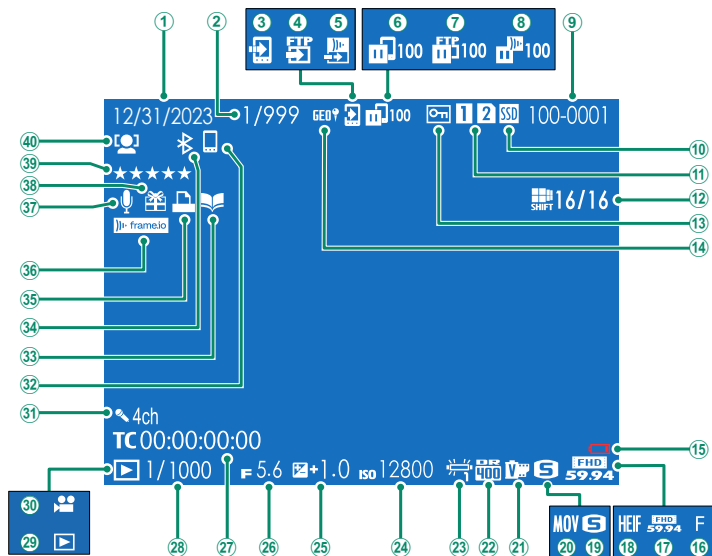 1 2 3 4 5 6 7 8 9
FTP 100 FTP 100 100
12/31/2023 1/999 GEO 100 1 2 SSD 100-0001
40 10
39 11
38 SHIFT 16/16 12
37 13
frame.io 14
36
35
34
33
32
31 4ch
TC 00:00:00:00
1/1000 F 5.6 +1.0 ISO 12800 DR 400 V S FHD 59.94 15
30 MOV S HEIF FHD 59.94 F
29 28 27 26 25 24 23 22 21 20 19 18 17 16